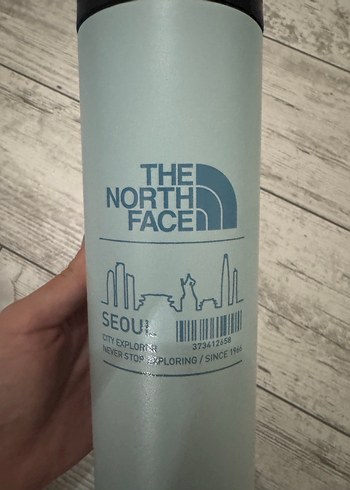 THE
NORTH
FACE
SEOUL
CITY EXPLORER
373412658
NEVER STOP EXPLORING / SINCE 1966